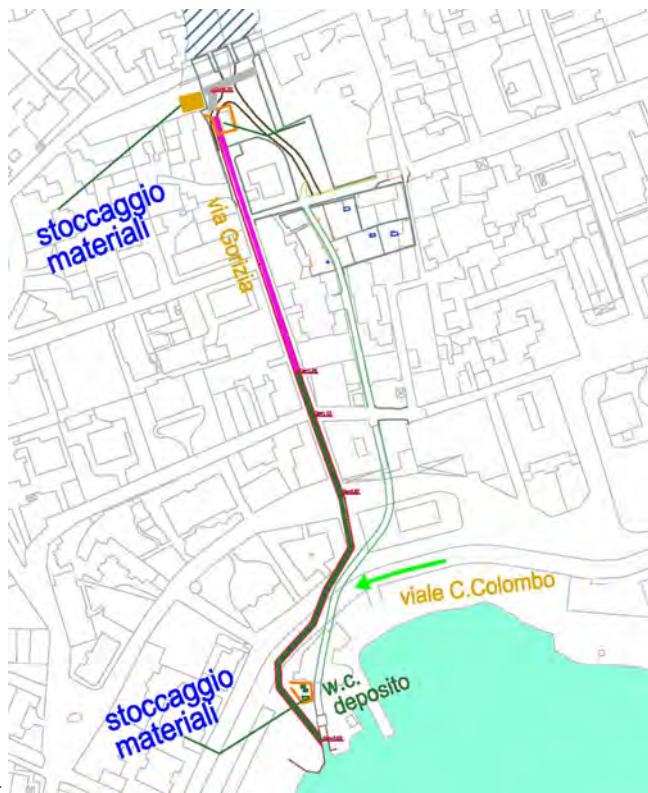 stoccaggio
materiali
via Gorizia
viale C.Colombo
w.c.
deposito
stoccaggio
materiali